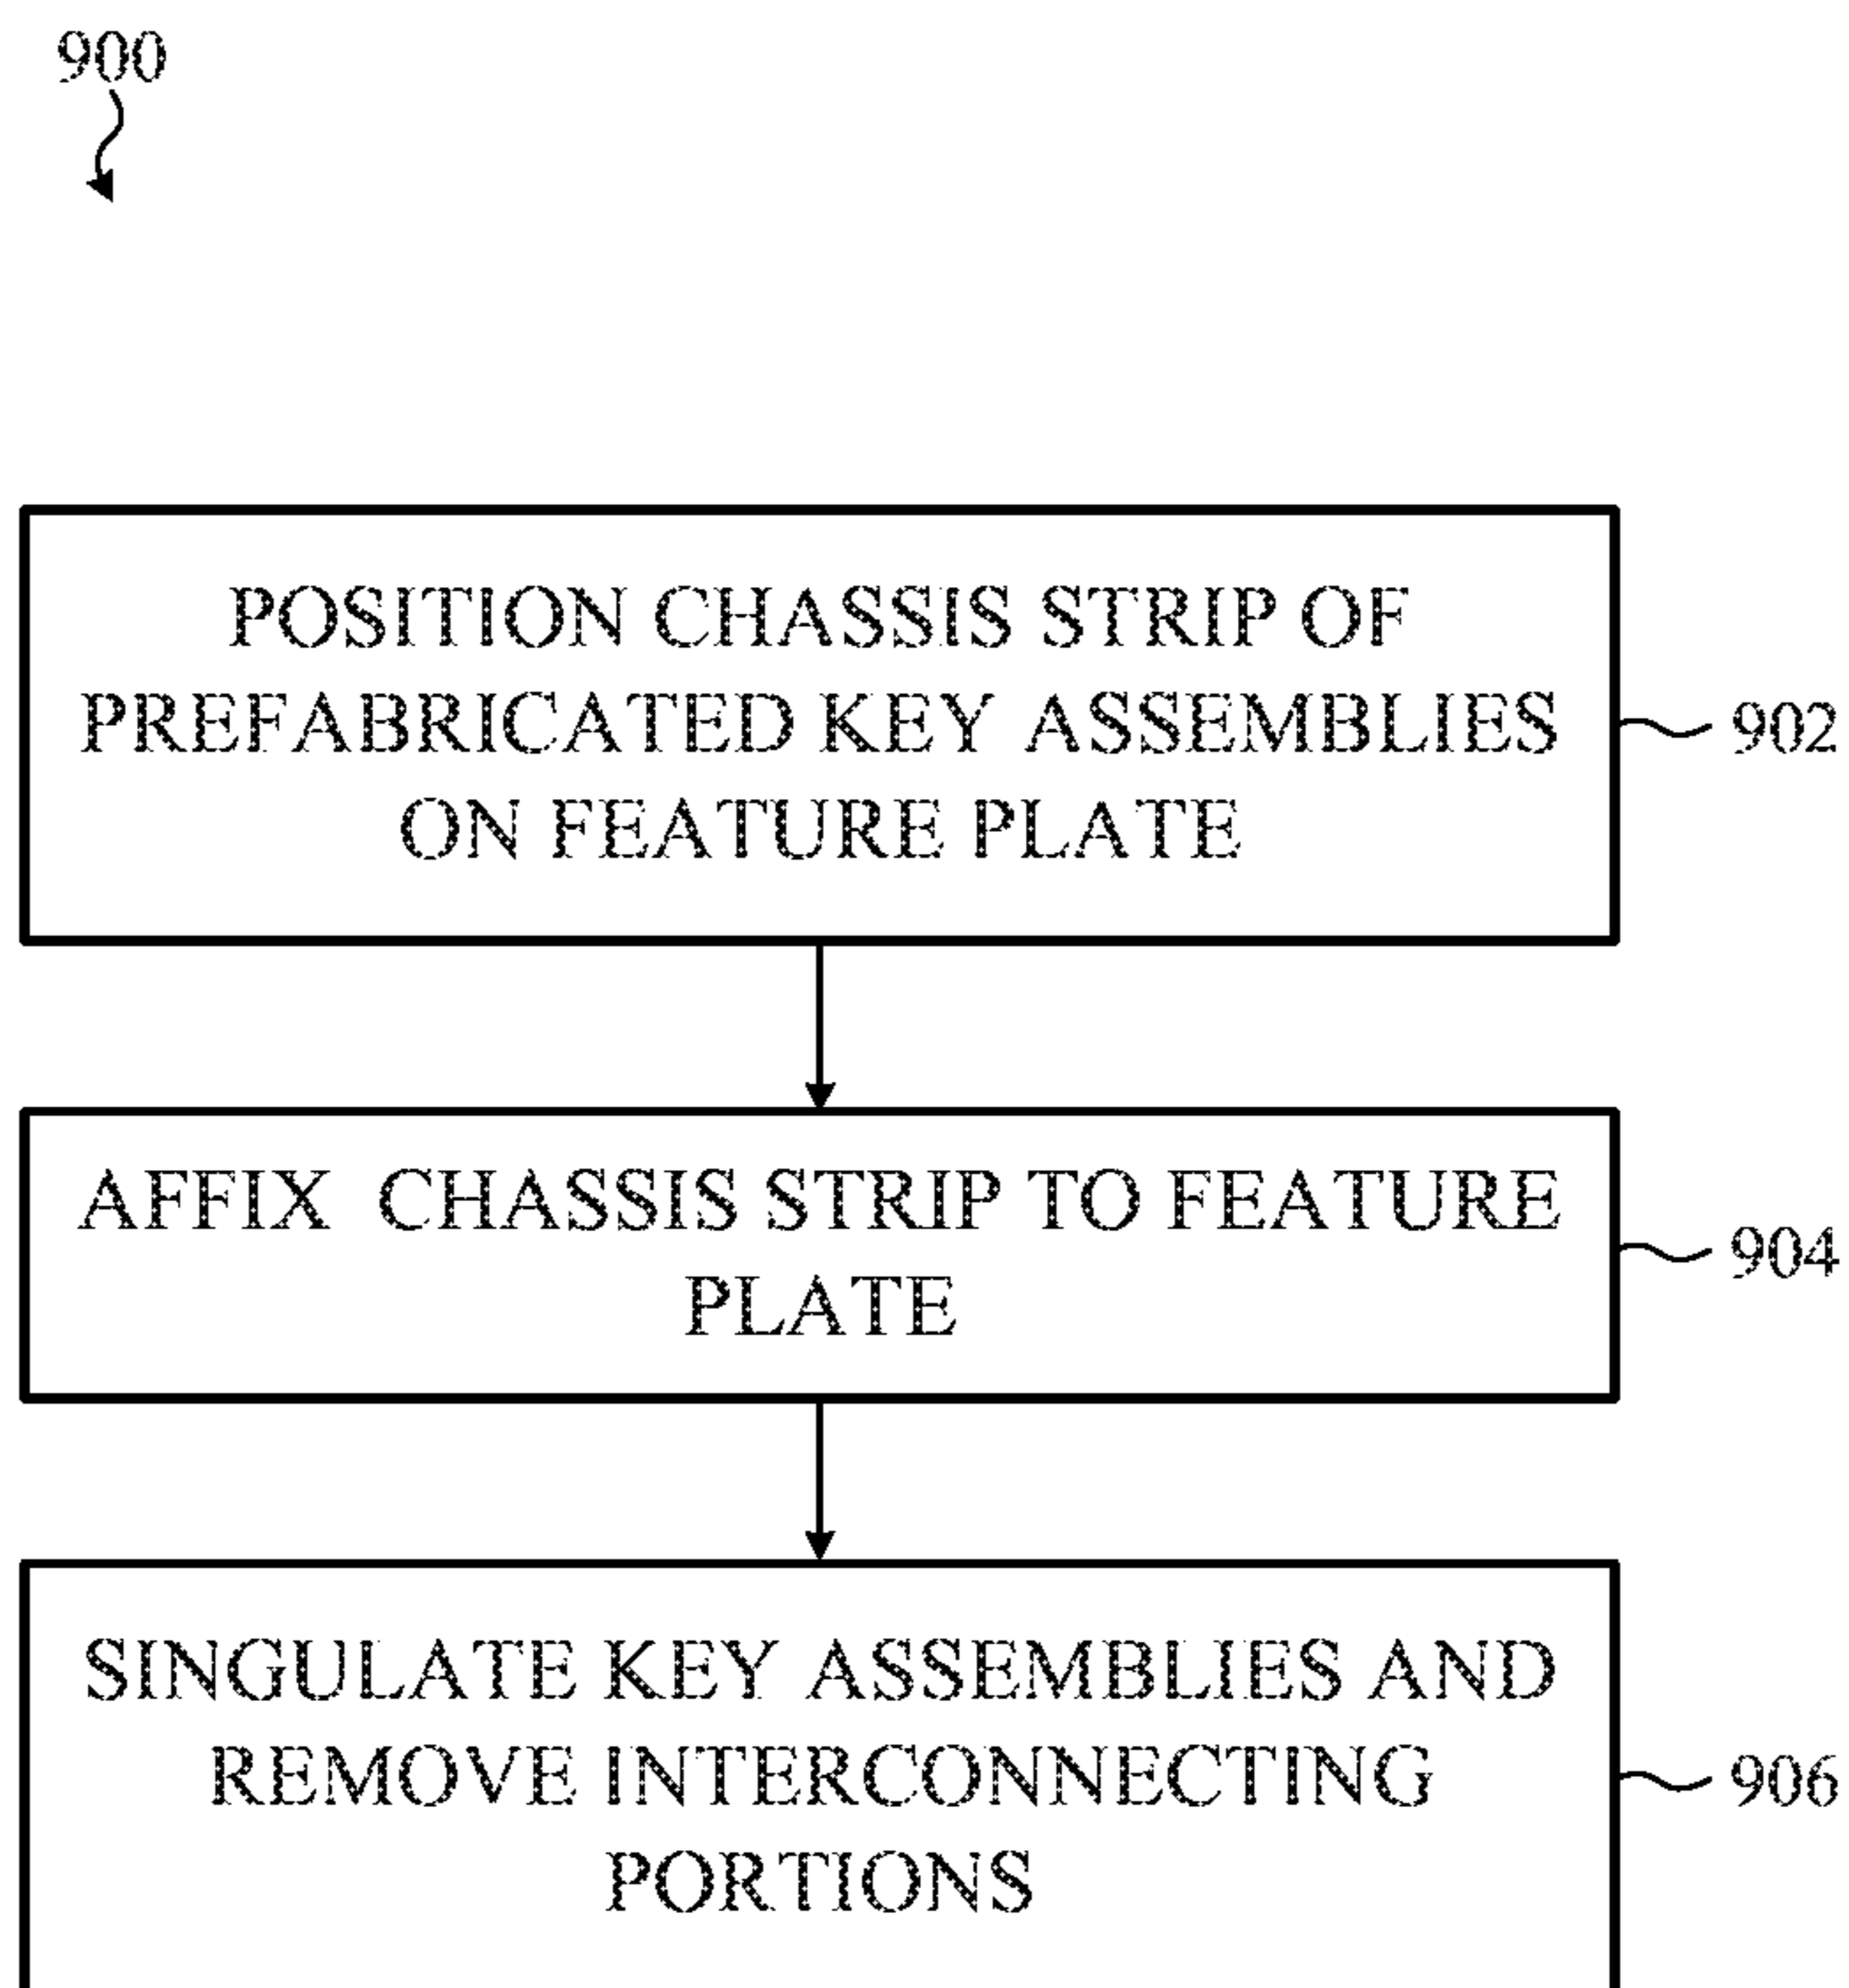 900
POSITION CHASSIS STRIP OF
PREFABRICATED KEY ASSEMBLIES
ON FEATURE PLATE
902
AFFIX CHASSIS STRIP TO FEATURE
PLATE
904
SINGULATE KEY ASSEMBLIES AND
REMOVE INTERCONNECTING
PORTIONS
906